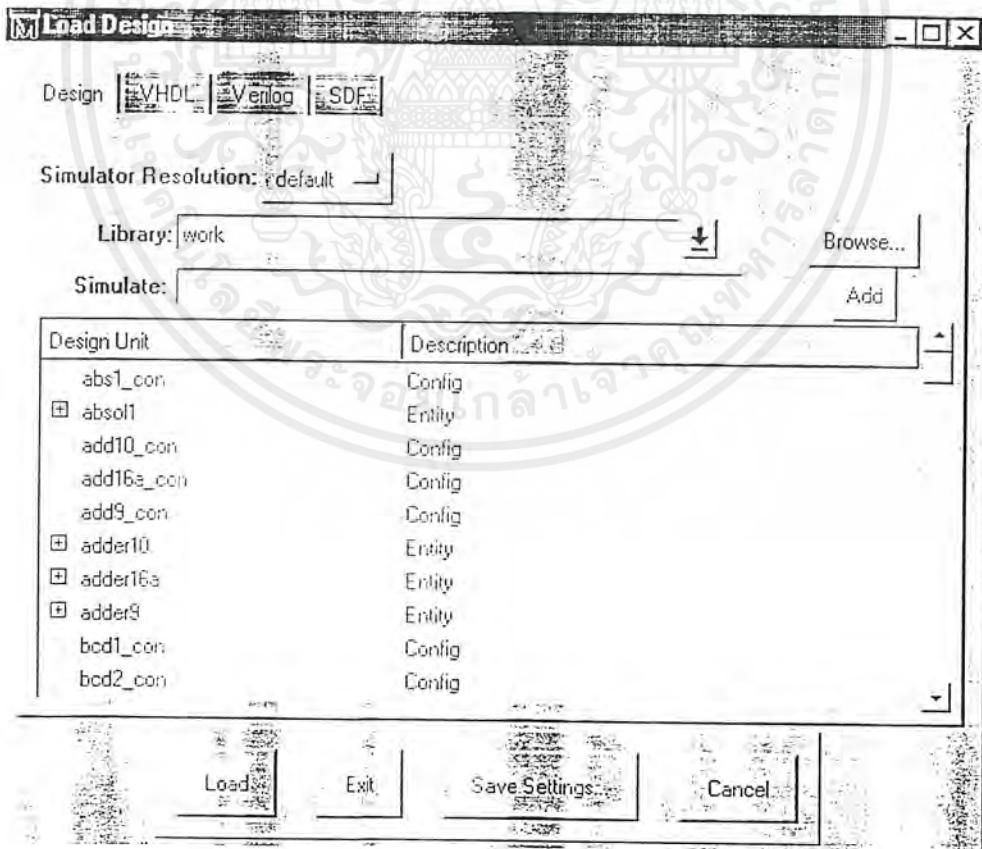 Load Design
Design VHDL Verilog SDF
Simulator Resolution: default
Library: work Browse...
Simulate: Add
Design Unit Description
abs1_con Config
absol1 Entity
add10_con Config
add16a_con Config
add9_con Config
adder10 Entity
adder16a Entity
adder9 Entity
bcd1_con Config
bcd2_con Config
Load Exit Save Settings... Cancel